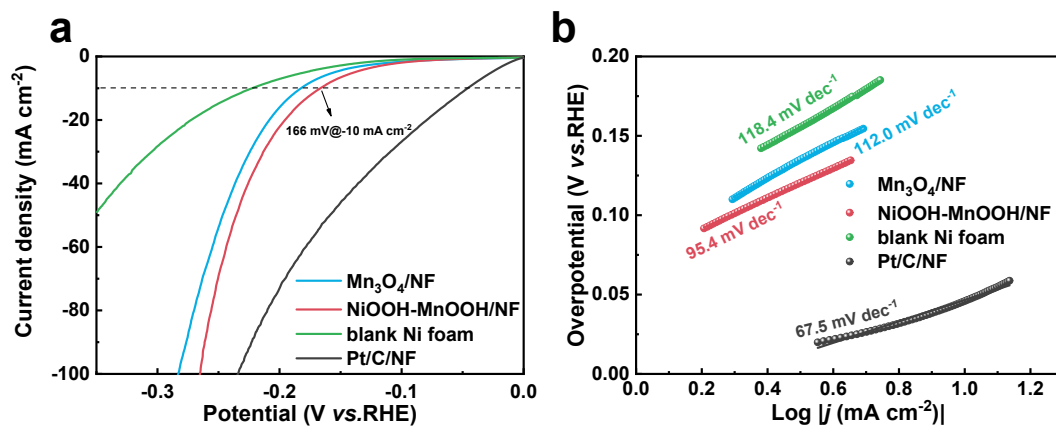 a
Current density (mA cm⁻²)
0
-20
-40
-60
-80
-100
166 mV@-10 mA cm⁻²
Mn₃O₄/NF
NiOOH-MnOOH/NF
blank Ni foam
Pt/C/NF
-0.3
-0.2
-0.1
0.0
Potential (V vs.RHE)
b
Overpotential (V vs.RHE)
0.20
0.15
0.10
0.05
0.00
118.4 mV dec⁻¹
112.0 mV dec⁻¹
95.4 mV dec⁻¹
67.5 mV dec⁻¹
Mn₃O₄/NF
NiOOH-MnOOH/NF
blank Ni foam
Pt/C/NF
0.0
0.2
0.4
0.6
0.8
1.0
1.2
Log |j (mA cm⁻²)|